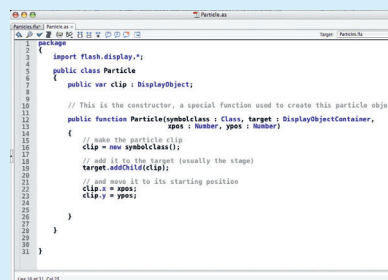 Particle.as
Particles.fla* Particle.as ×
Target: Particles.fla
1 package
2 {
3 import flash.display.*;
4
5 public class Particle
6 {
7 public var clip : DisplayObject;
8
9
10 // This is the constructor, a special function used to create this particle obje
11
12 public function Particle(symbolclass : Class, target : DisplayObjectContainer,
13 xpos : Number, ypos : Number)
14 {
15 // make the particle clip
16 clip = new symbolclass();
17
18 // add it to the target (usually the stage)
19 target.addChild(clip);
20
21 // and move it to its starting position
22 clip.x = xpos;
23 clip.y = ypos;
24
25
26 }
27
28 }
29
30
31 }